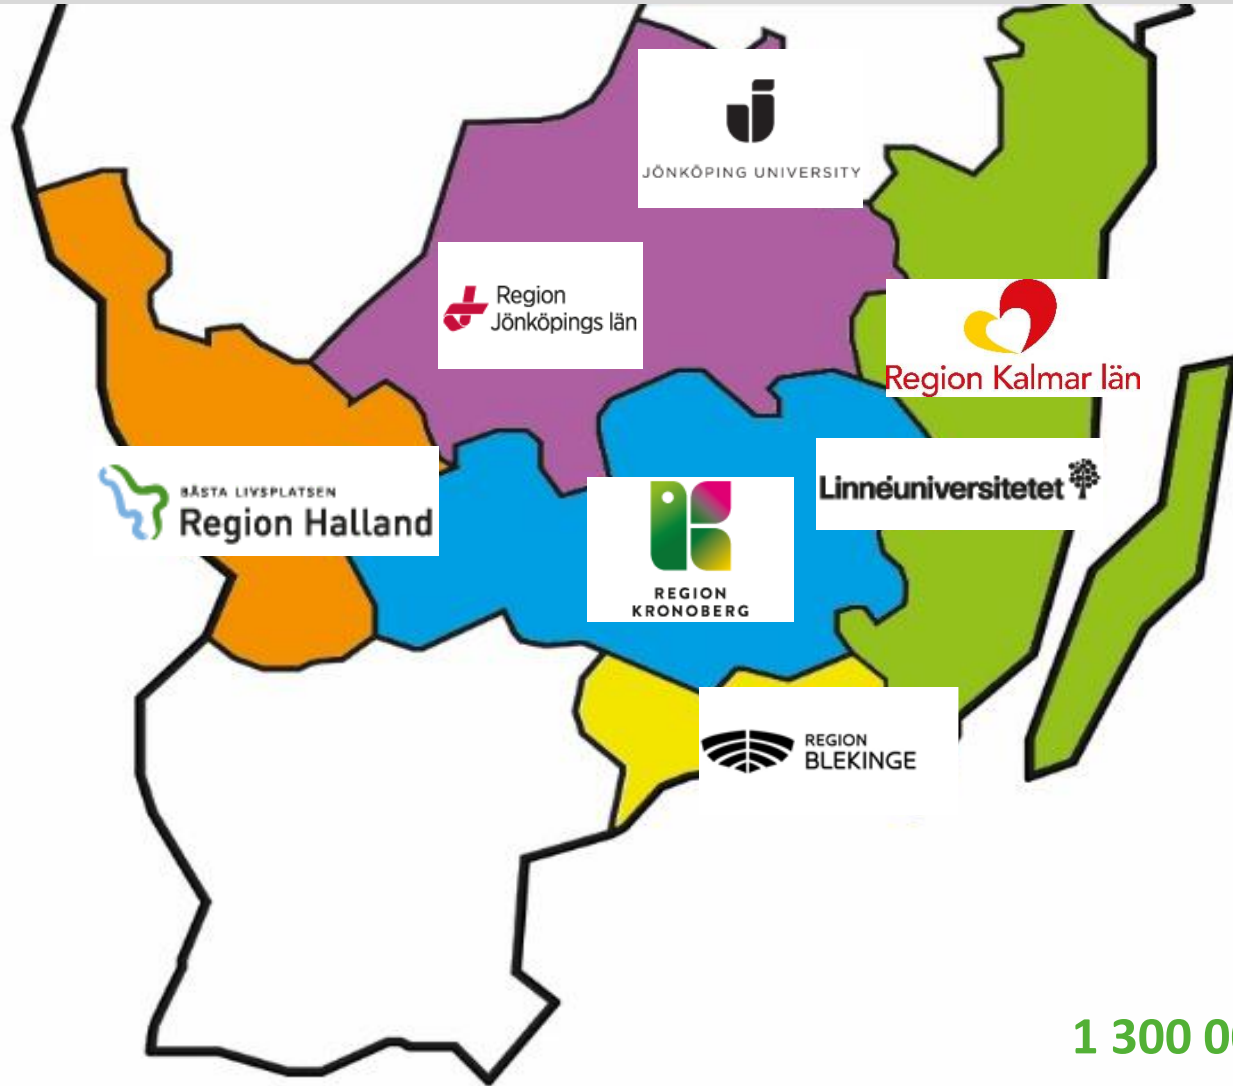 JÖNKÖPING UNIVERSITY
Region
Jönköpings län
Region Kalmar län
BÄSTA LIVSPLATSEN
Region Halland
Linnéuniversitetet
REGION
KRONOBERG
REGION
BLEKINGE
1 300 00